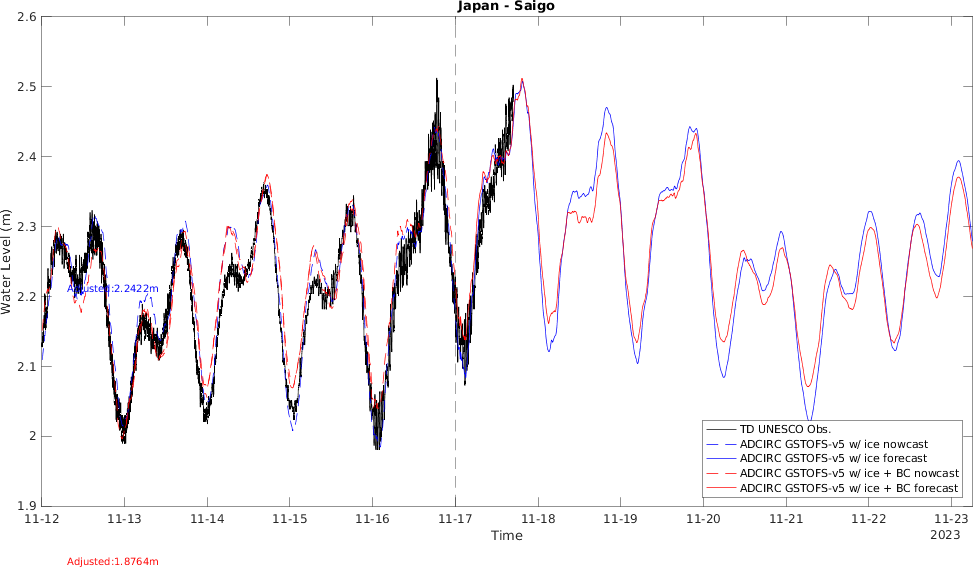 Japan - Saigo
2.6
2.5
2.4
2.3
2.2
2.1
2
1.9
Water Level (m)
Adjusted:2.2422m
TD UNESCO Obs.
ADCIRC GSTOFS-v5 w/ ice nowcast
ADCIRC GSTOFS-v5 w/ ice forecast
ADCIRC GSTOFS-v5 w/ ice + BC nowcast
ADCIRC GSTOFS-v5 w/ ice + BC forecast
11-12 11-13 11-14 11-15 11-16 11-17 11-18 11-19 11-20 11-21 11-22 11-23
Time
2023
Adjusted:1.8764m